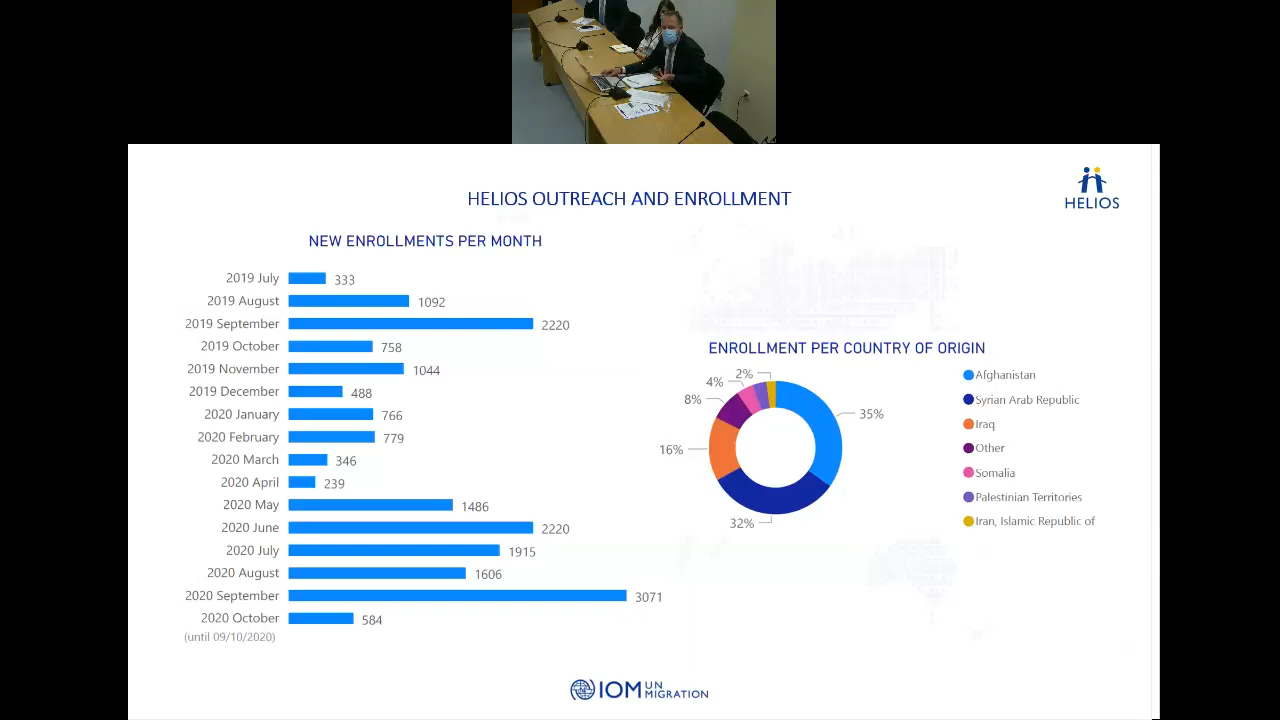 HELIOS
HELIOS OUTREACH AND ENROLLMENT
NEW ENROLLMENTS PER MONTH
2019 July 333
2019 August 1092
2019 September 2220
2019 October 758
2019 November 1044
2019 December 488
2020 January 766
2020 February 779
2020 March 346
2020 April 239
2020 May 1486
2020 June 2220
2020 July 1915
2020 August 1606
2020 September 3071
2020 October 584
(until 09/10/2020)
ENROLLMENT PER COUNTRY OF ORIGIN
2%
4%
8%
35%
16%
32%
Afghanistan
Syrian Arab Republic
Iraq
Other
Somalia
Palestinian Territories
Iran, Islamic Republic of
IOM UN MIGRATION